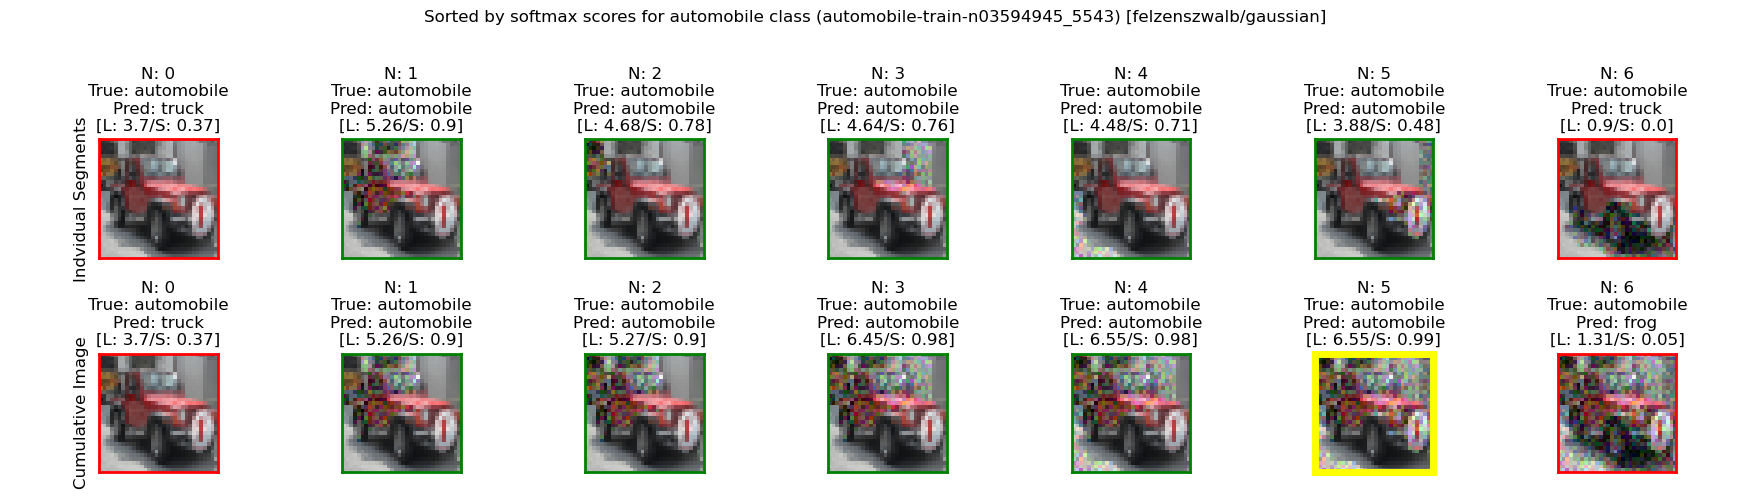 Sorted by softmax scores for automobile class (automobile-train-n03594945_5543) [felzenszwalb/gaussian]
Indvidual Segments
N: 0
True: automobile
Pred: truck
[L: 3.7/S: 0.37]
N: 1
True: automobile
Pred: automobile
[L: 5.26/S: 0.9]
N: 2
True: automobile
Pred: automobile
[L: 4.68/S: 0.78]
N: 3
True: automobile
Pred: automobile
[L: 4.64/S: 0.76]
N: 4
True: automobile
Pred: automobile
[L: 4.48/S: 0.71]
N: 5
True: automobile
Pred: automobile
[L: 3.88/S: 0.48]
N: 6
True: automobile
Pred: truck
[L: 0.9/S: 0.0]
Cumulative Image
N: 0
True: automobile
Pred: truck
[L: 3.7/S: 0.37]
N: 1
True: automobile
Pred: automobile
[L: 5.26/S: 0.9]
N: 2
True: automobile
Pred: automobile
[L: 5.27/S: 0.9]
N: 3
True: automobile
Pred: automobile
[L: 6.45/S: 0.98]
N: 4
True: automobile
Pred: automobile
[L: 6.55/S: 0.98]
N: 5
True: automobile
Pred: automobile
[L: 6.55/S: 0.99]
N: 6
True: automobile
Pred: frog
[L: 1.31/S: 0.05]